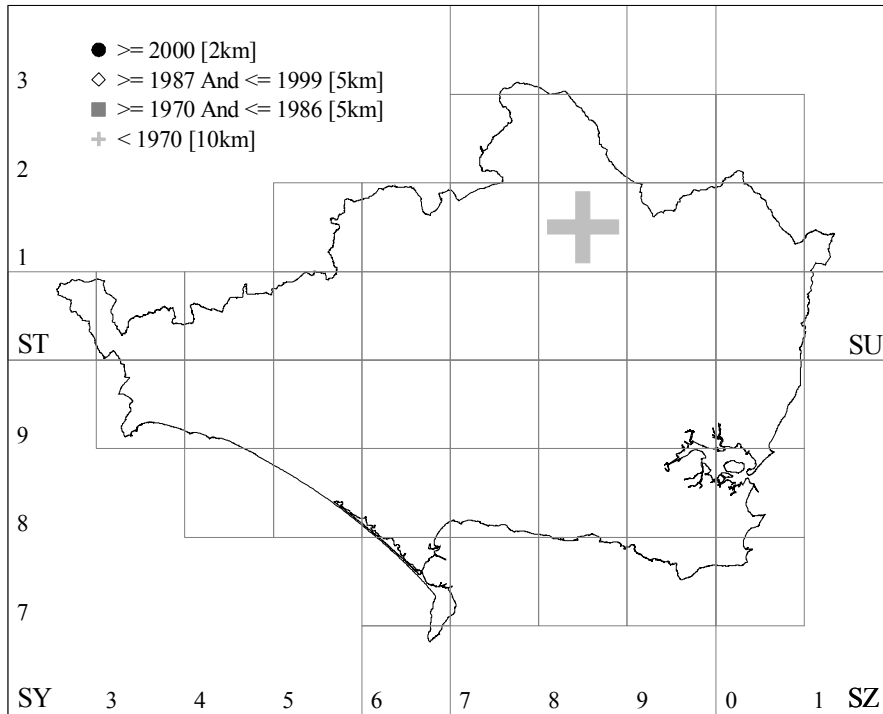 >= 2000 [2km]
>= 1987 And <= 1999 [5km]
>= 1970 And <= 1986 [5km]
< 1970 [10km]
3
2
1
ST
SU
9
8
7
SY
3
4
5
6
7
8
9
0
1
SZ